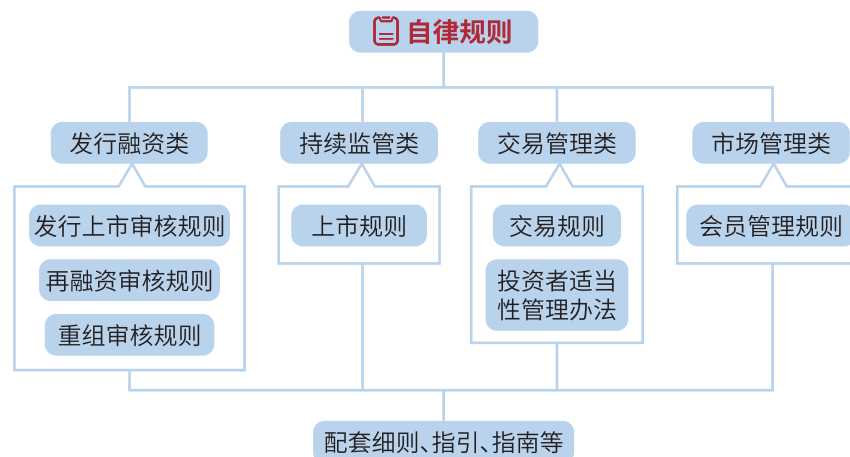 自律规则
发行融资类
持续监管类
交易管理类
市场管理类
发行上市审核规则
再融资审核规则
重组审核规则
上市规则
交易规则
投资者适当
性管理办法
会员管理规则
配套细则、指引、指南等